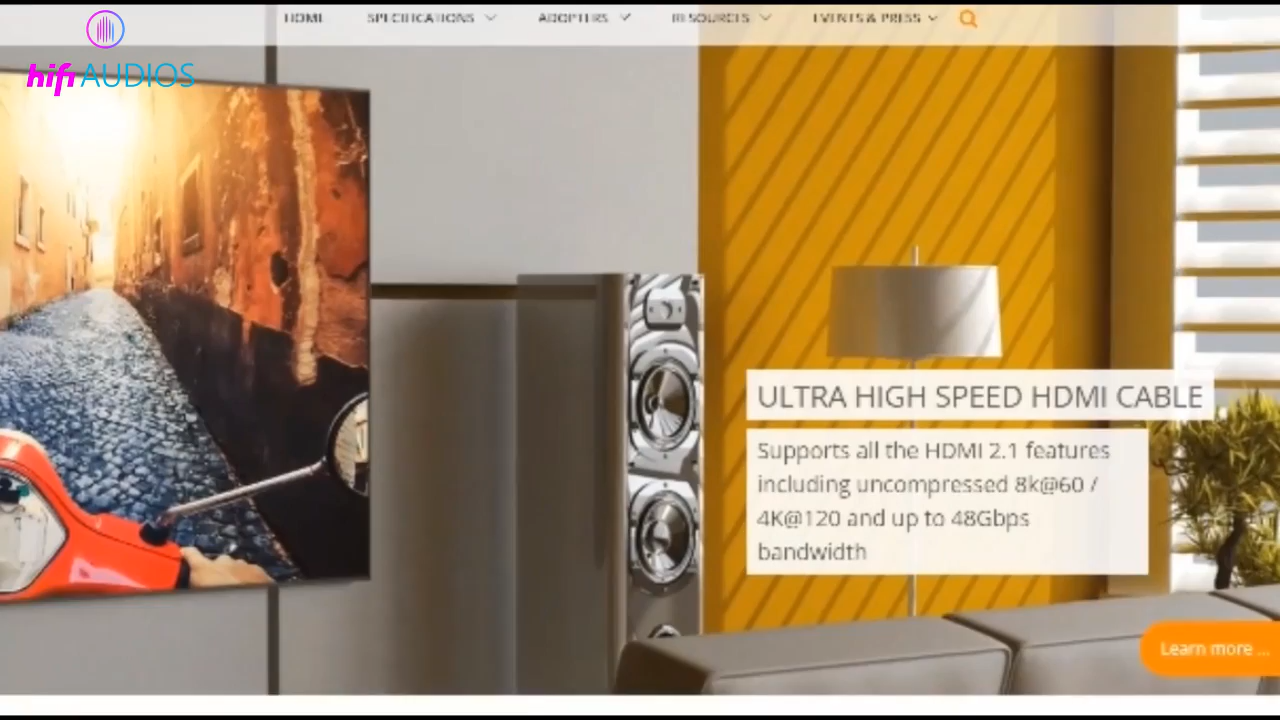 HOME SPECIFICATIONS ADOPTERS RESOURCES EVENTS & PRESS
hifi AUDIOS
ULTRA HIGH SPEED HDMI CABLE
Supports all the HDMI 2.1 features
including uncompressed 8k@60 /
4K@120 and up to 48Gbps
bandwidth
Learn more ...